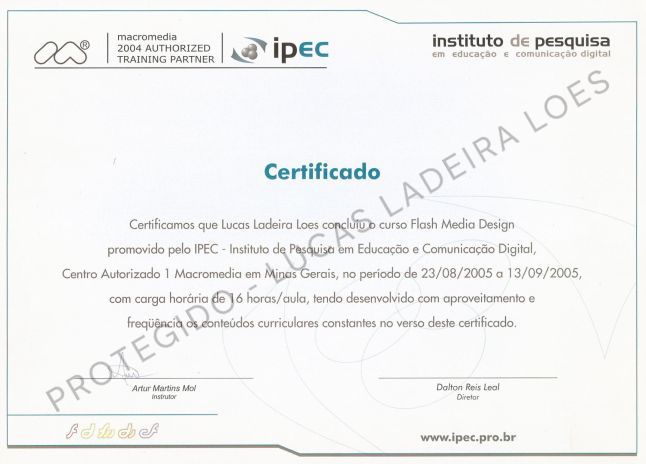 macromedia
2004 AUTHORIZED
TRAINING PARTNER
ipec
instituto de pesquisa
em educação e comunicação digital
Certificado
Certificamos que Lucas Ladeira Loes concluiu o curso Flash Media Design
promovido pelo IPEC - Instituto de Pesquisa em Educação e Comunicação Digital,
Centro Autorizado 1 Macromedia em Minas Gerais, no período de 23/08/2005 a 13/09/2005,
com carga horária de 16 horas/aula, tendo desenvolvido com aproveitamento e
freqüência os conteúdos curriculares constantes no verso deste certificado.
PROTEGIDO - LUCAS LADEIRA LOES
Artur Martins Mol
Instrutor
Dalton Reis Leal
Diretor
www.ipec.pro.br